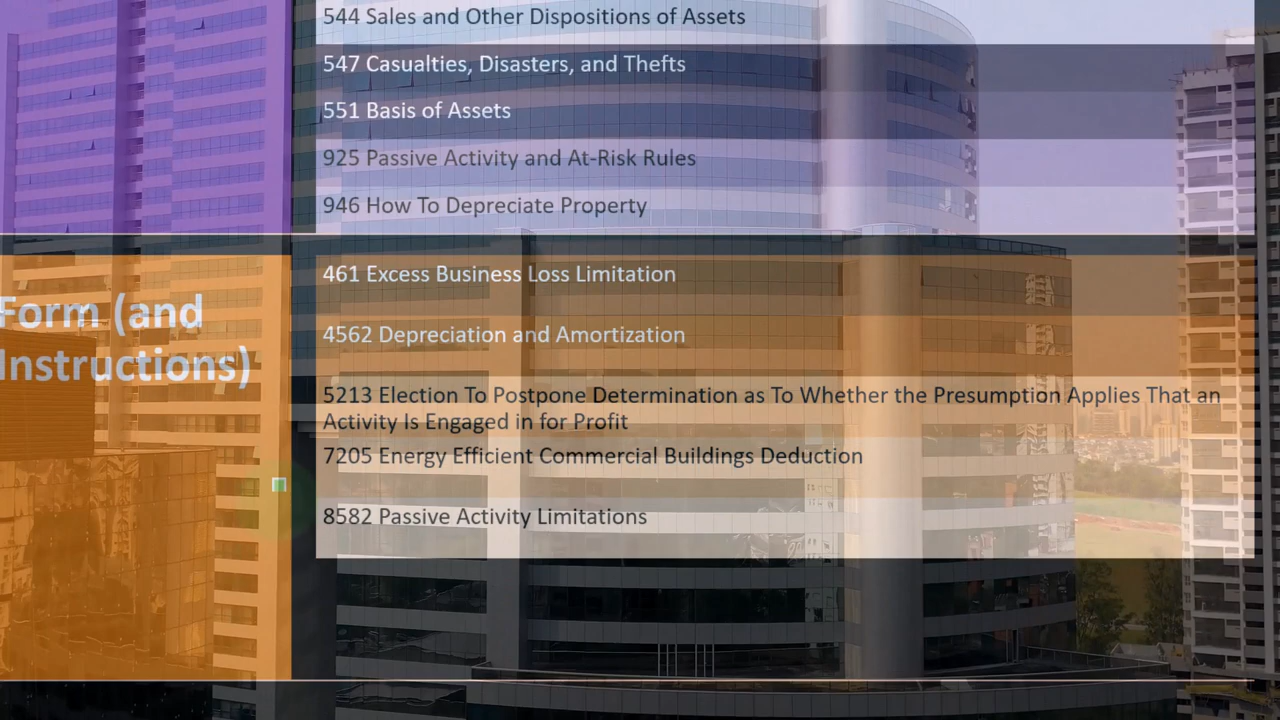 544 Sales and Other Dispositions of Assets
547 Casualties, Disasters, and Thefts
551 Basis of Assets
925 Passive Activity and At-Risk Rules
946 How To Depreciate Property
Form (and
Instructions)
461 Excess Business Loss Limitation
4562 Depreciation and Amortization
5213 Election To Postpone Determination as To Whether the Presumption Applies That an
Activity Is Engaged in for Profit
7205 Energy Efficient Commercial Buildings Deduction
8582 Passive Activity Limitations